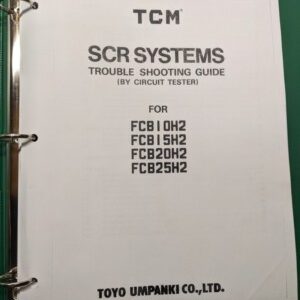 TCM
SCR SYSTEMS
TROUBLE SHOOTING GUIDE
(BY CIRCUIT TESTER)
FOR
FCB10H2
FCB15H2
FCB20H2
FCB25H2
TOYO UMPANKI CO., LTD.